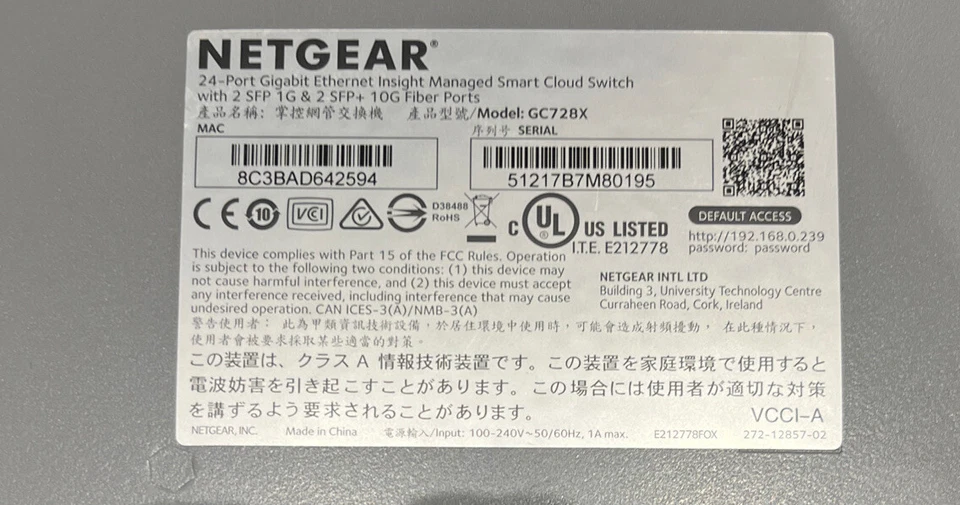 NETGEAR®
24-Port Gigabit Ethernet Insight Managed Smart Cloud Switch
with 2 SFP 1G & 2 SFP+ 10G Fiber Ports
產品名稱: 掌控網管交換機 產品型號/Model: GC728X
MAC
8C3BAD642594
序列号 SERIAL
51217B7M80195
CE 10 VCI D38488
RoHS
C UL® US LISTED
I.T.E. E212778
DEFAULT ACCESS
http://192.168.0.239
password: password
This device complies with Part 15 of the FCC Rules. Operation
is subject to the following two conditions: (1) this device may
not cause harmful interference, and (2) this device must accept
any interference received, including interference that may cause
undesired operation. CAN ICES-3(A)/NMB-3(A)
NETGEAR INTL LTD
Building 3, University Technology Centre
Curraheen Road, Cork, Ireland
警告使用者: 此為甲類資訊技術設備,於居住環境中使用時,可能會造成射頻擾動, 在此種情況下,
使用者會被要求採取某些適當的對策。
この装置は、クラス A 情報技術装置です。この装置を家庭環境で使用すると
電波妨害を引き起こすことがあります。この場合には使用者が適切な対策
を講ずるよう要求されることがあります。
VCCI-A
NETGEAR, INC. Made in China 電源輸入/Input: 100-240V~50/60Hz, 1A max. E212778FOX 272-12857-02